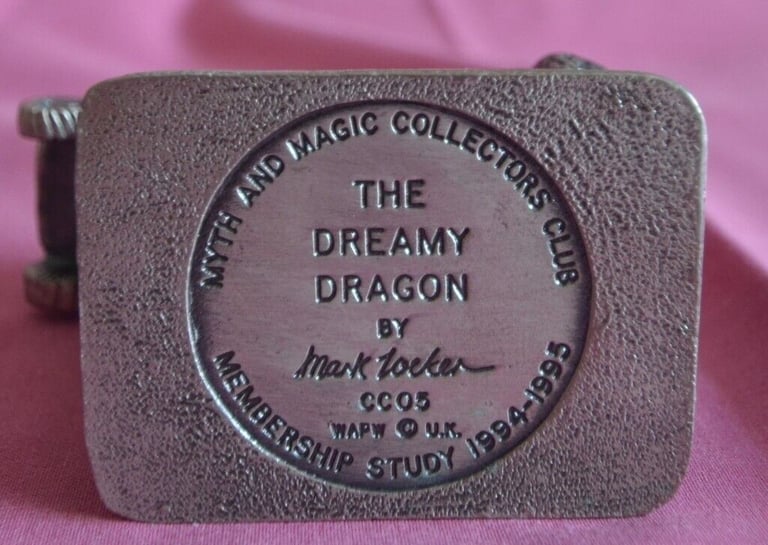 MYTH AND MAGIC COLLECTORS CLUB
THE
DREAMY
DRAGON
BY
Mark Locker
CC05
WAPW © U.K.
MEMBERSHIP STUDY 1994-1995